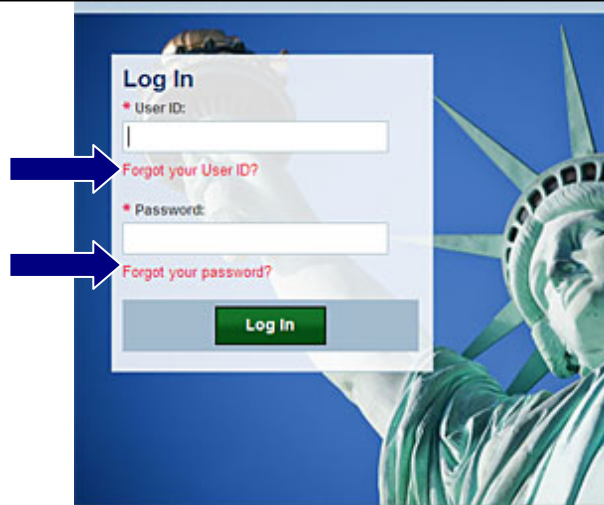 Log In
* User ID:
Forgot your User ID?
* Password:
Forgot your password?
Log In